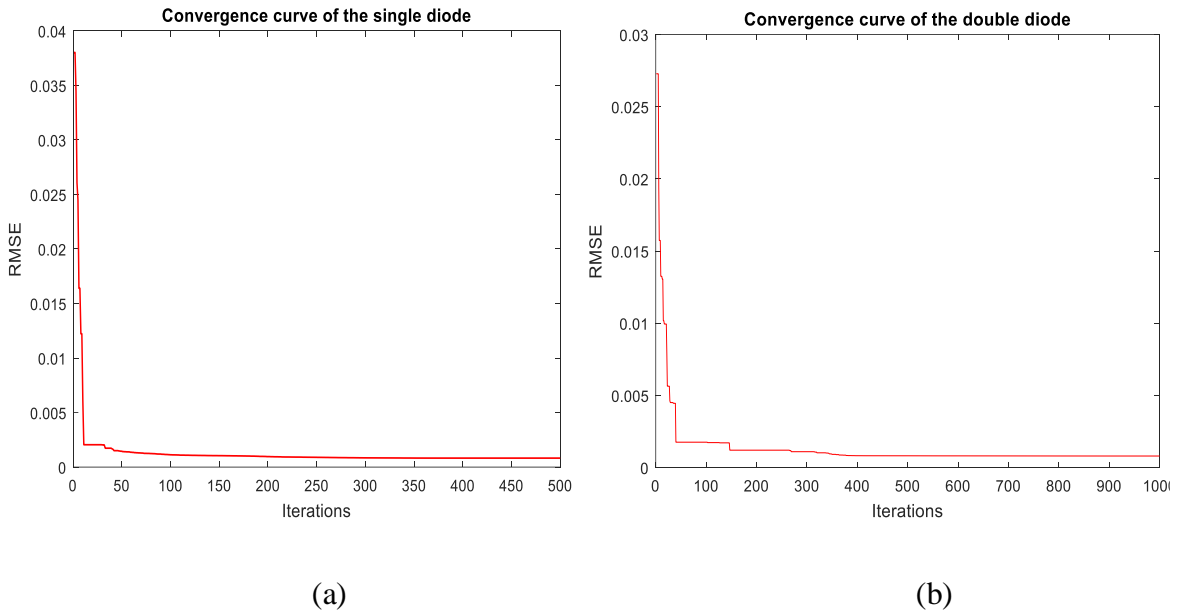 Convergence curve of the single diode
0.04
0.035
0.03
0.025
0.02
0.015
0.01
0.005
0
RMSE
0 50 100 150 200 250 300 350 400 450 500
Iterations
(a)
Convergence curve of the double diode
0.03
0.025
0.02
0.015
0.01
0.005
0
RMSE
0 100 200 300 400 500 600 700 800 900 1000
Iterations
(b)